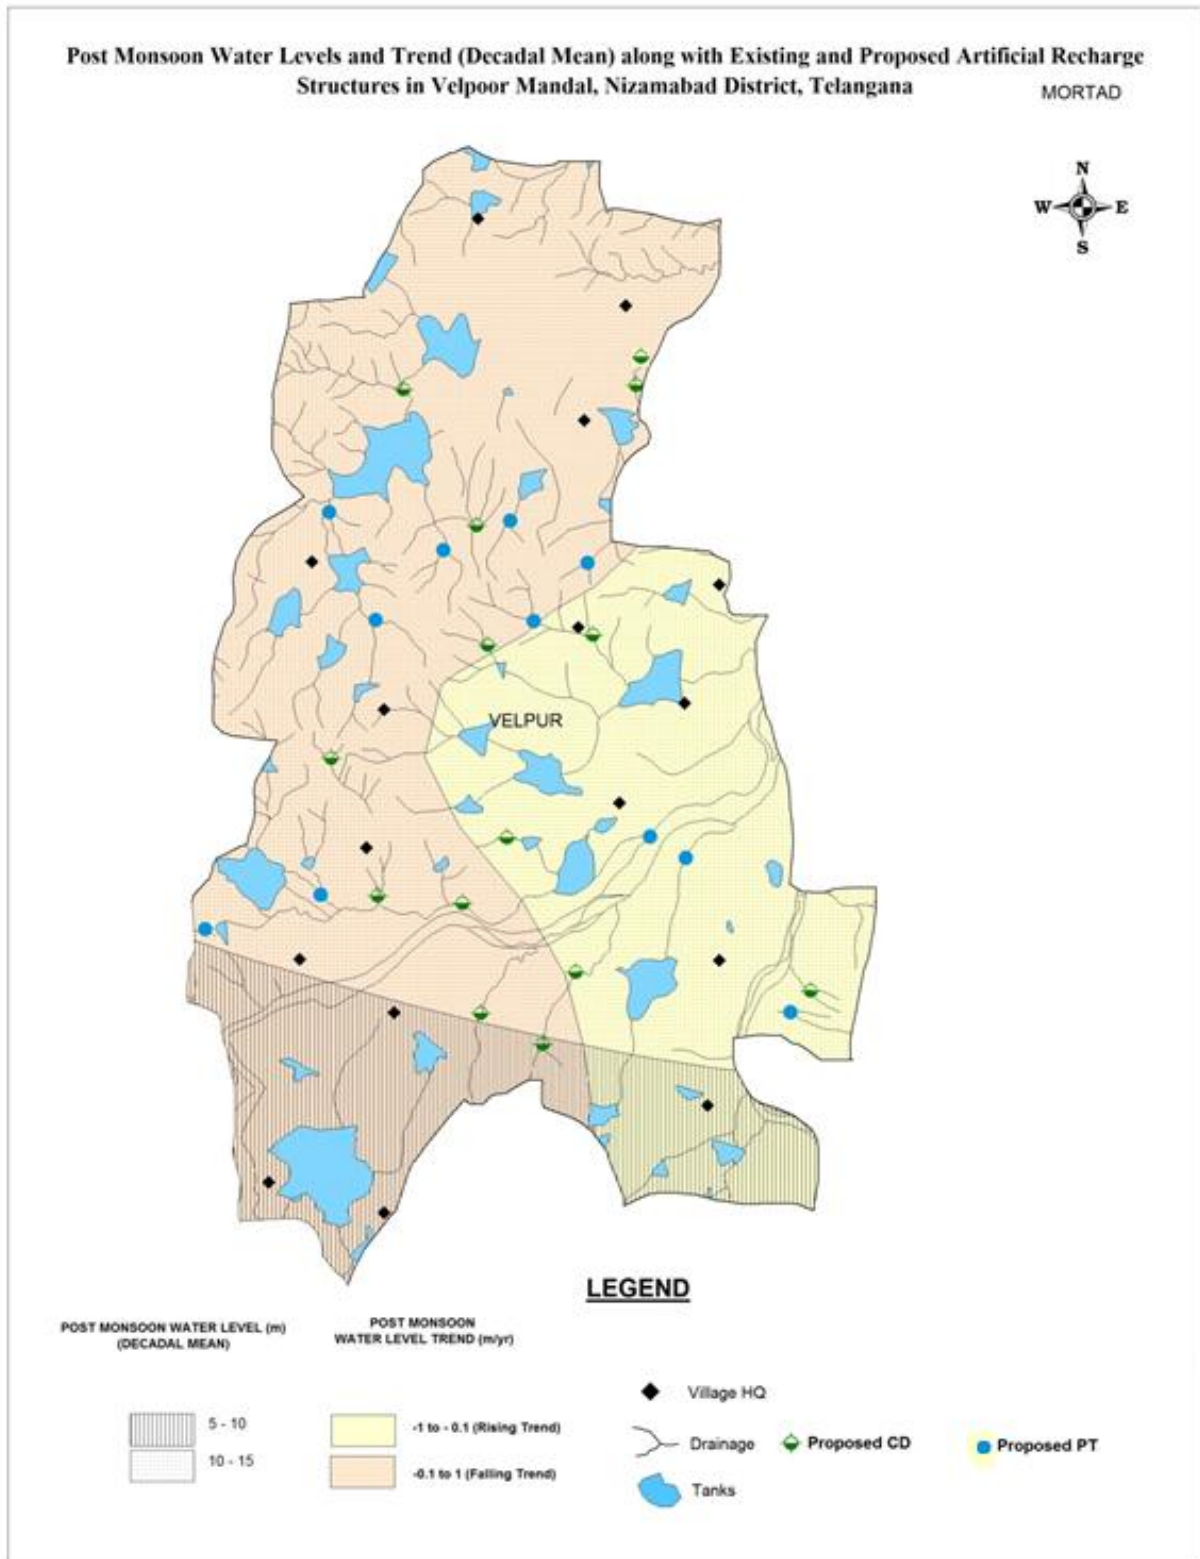 Post Monsoon Water Levels and Trend (Decadal Mean) along with Existing and Proposed Artificial Recharge
Structures in Velpoor Mandal, Nizamabad District, Telangana
MORTAD
N
W E
S
VELPUR
LEGEND
POST MONSOON WATER LEVEL (m)
(DECADAL MEAN)
POST MONSOON
WATER LEVEL TREND (m/yr)
5 - 10
10 - 15
-1 to - 0.1 (Rising Trend)
-0.1 to 1 (Falling Trend)
Village HQ
Drainage
Proposed CD
Proposed PT
Tanks